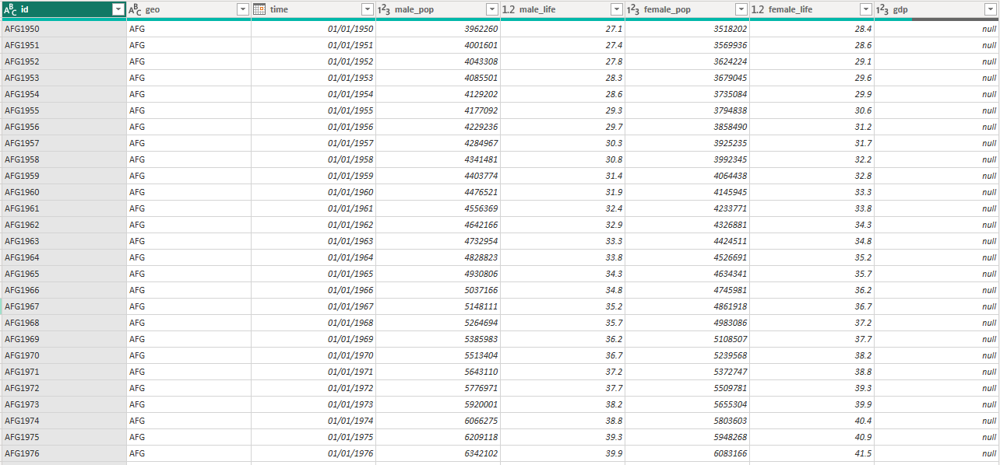 ABC id ABC geo time 123 male_pop 1.2 male_life 123 female_pop 1.2 female_life 123 gdp
AFG1950 AFG 01/01/1950 3962260 27.1 3518202 28.4 null
AFG1951 AFG 01/01/1951 4001601 27.4 3569936 28.6 null
AFG1952 AFG 01/01/1952 4043308 27.8 3624224 29.1 null
AFG1953 AFG 01/01/1953 4085501 28.3 3679045 29.6 null
AFG1954 AFG 01/01/1954 4129202 28.6 3735084 29.9 null
AFG1955 AFG 01/01/1955 4177092 29.3 3794838 30.6 null
AFG1956 AFG 01/01/1956 4229236 29.7 3858490 31.2 null
AFG1957 AFG 01/01/1957 4284967 30.3 3925235 31.7 null
AFG1958 AFG 01/01/1958 4341481 30.8 3992345 32.2 null
AFG1959 AFG 01/01/1959 4403774 31.4 4064438 32.8 null
AFG1960 AFG 01/01/1960 4476521 31.9 4145945 33.3 null
AFG1961 AFG 01/01/1961 4556369 32.4 4233771 33.8 null
AFG1962 AFG 01/01/1962 4642166 32.9 4326881 34.3 null
AFG1963 AFG 01/01/1963 4732954 33.3 4424511 34.8 null
AFG1964 AFG 01/01/1964 4828823 33.8 4526691 35.2 null
AFG1965 AFG 01/01/1965 4930806 34.3 4634341 35.7 null
AFG1966 AFG 01/01/1966 5037166 34.8 4745981 36.2 null
AFG1967 AFG 01/01/1967 5148111 35.2 4861918 36.7 null
AFG1968 AFG 01/01/1968 5264694 35.7 4983086 37.2 null
AFG1969 AFG 01/01/1969 5385983 36.2 5108507 37.7 null
AFG1970 AFG 01/01/1970 5513404 36.7 5239568 38.2 null
AFG1971 AFG 01/01/1971 5643110 37.2 5372747 38.8 null
AFG1972 AFG 01/01/1972 5776971 37.7 5509781 39.3 null
AFG1973 AFG 01/01/1973 5920001 38.2 5655304 39.9 null
AFG1974 AFG 01/01/1974 6066275 38.8 5803603 40.4 null
AFG1975 AFG 01/01/1975 6209118 39.3 5948268 40.9 null
AFG1976 AFG 01/01/1976 6342102 39.9 6083166 41.5 null